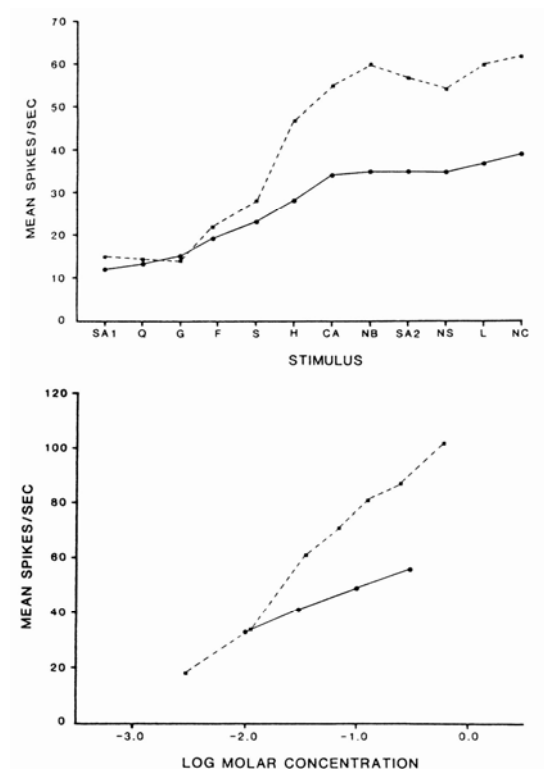 70
60
50
40
30
20
10
0
MEAN SPIKES/SEC
SA1 Q G F S H CA NB SA2 NS L NC
STIMULUS
120
100
80
60
40
20
0
MEAN SPIKES/SEC
-3.0 -2.0 -1.0 0.0
LOG MOLAR CONCENTRATION